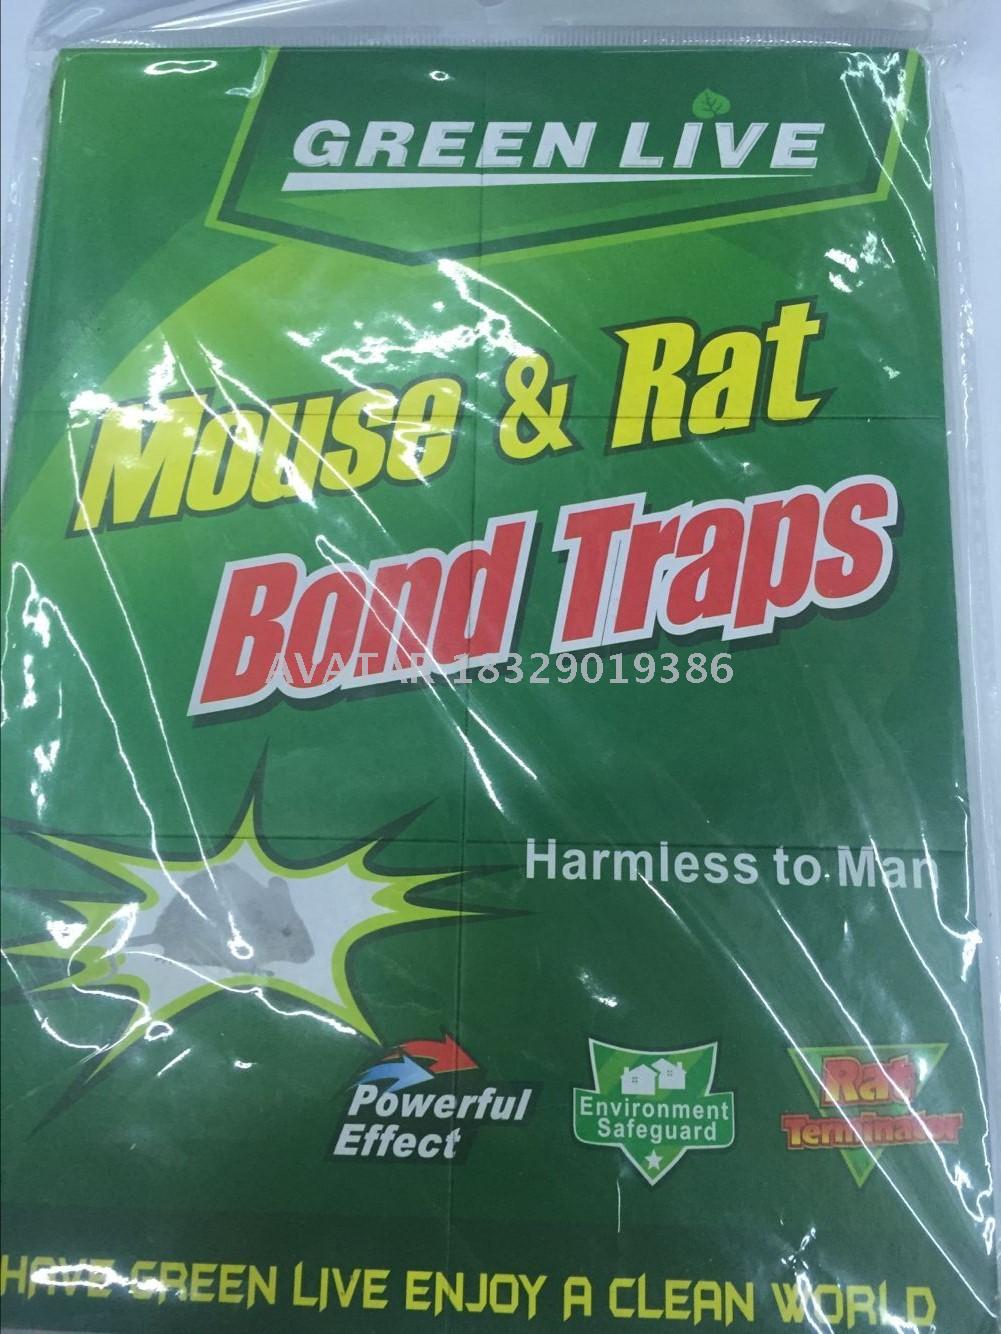 GREEN LIVE
Mouse & Rat
Bond Traps
AVATAR 18329019386
Harmless to Man
Powerful
Effect
Environment
Safeguard
Rat
Terminator
HAVE GREEN LIVE ENJOY A CLEAN WORLD